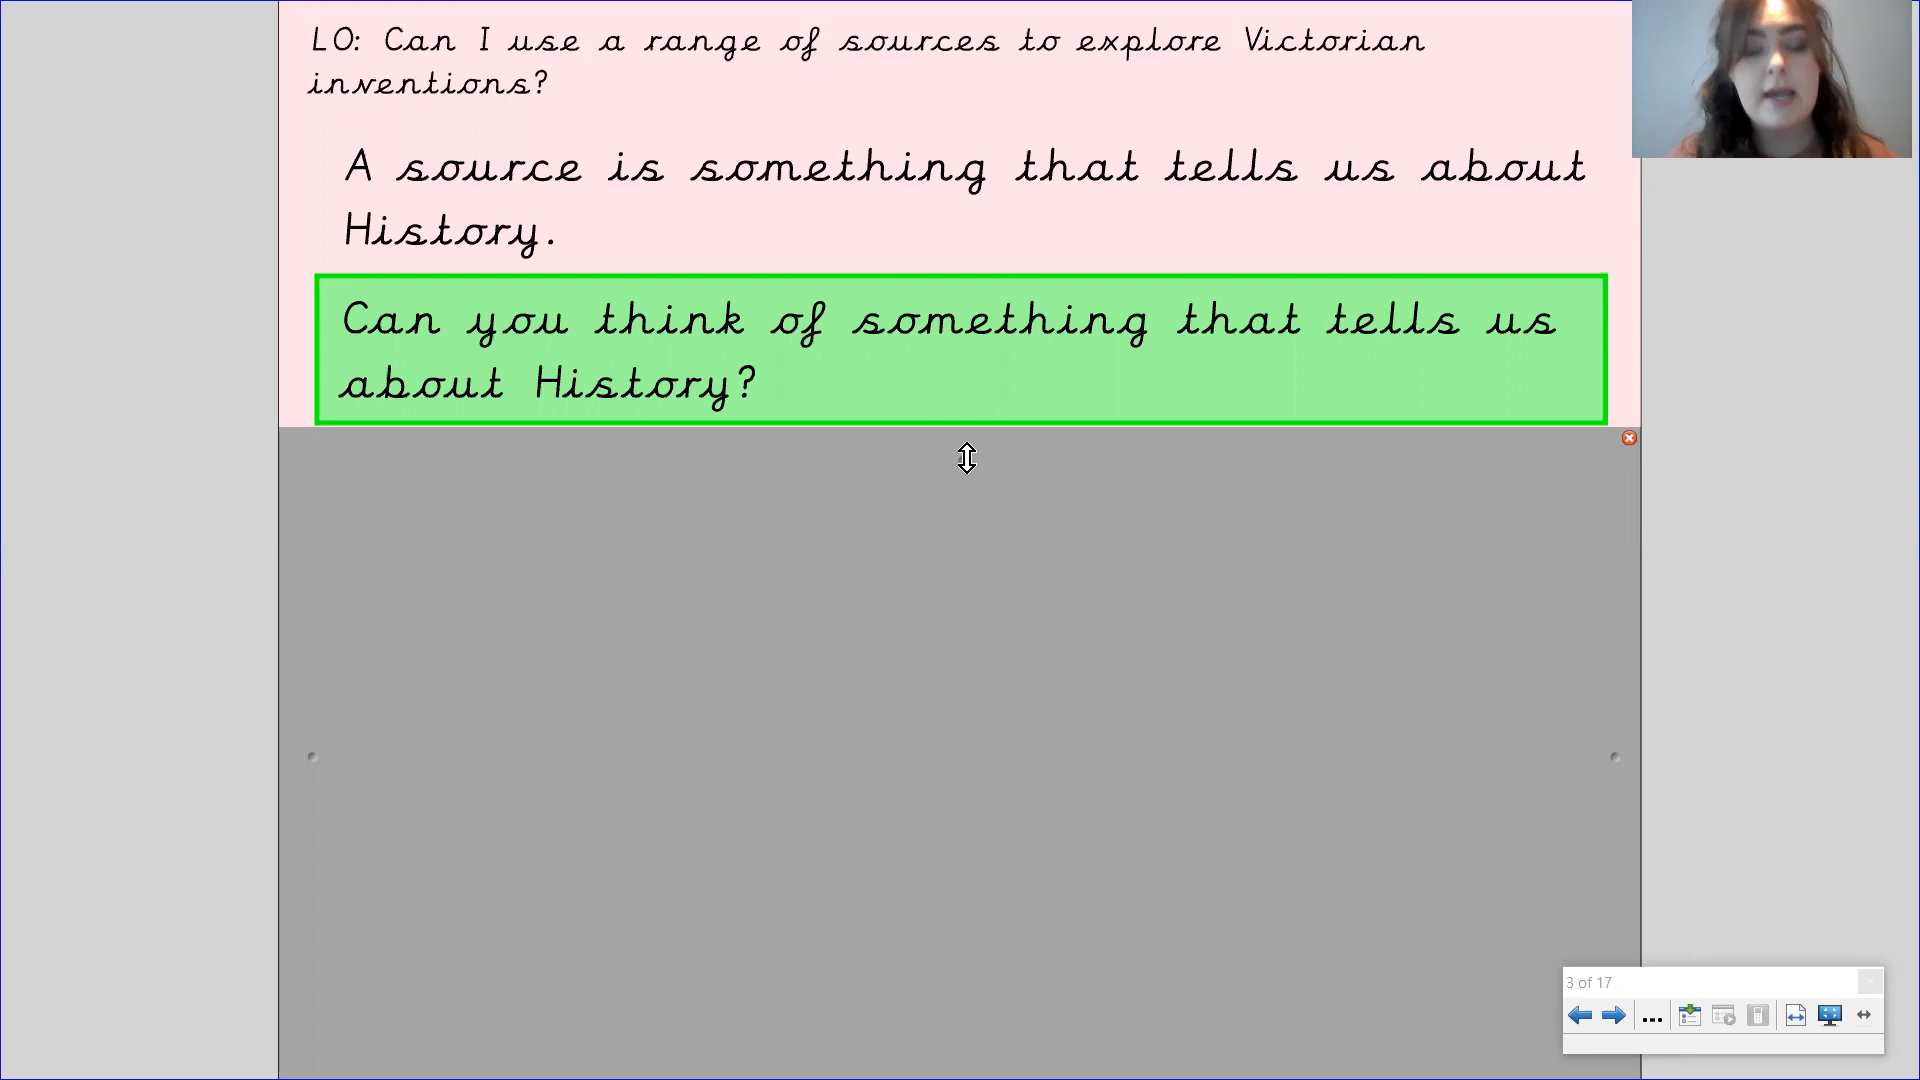 LO: Can I use a range of sources to explore Victorian
inventions?
A source is something that tells us about
History.
Can you think of something that tells us
about History?
3 of 17